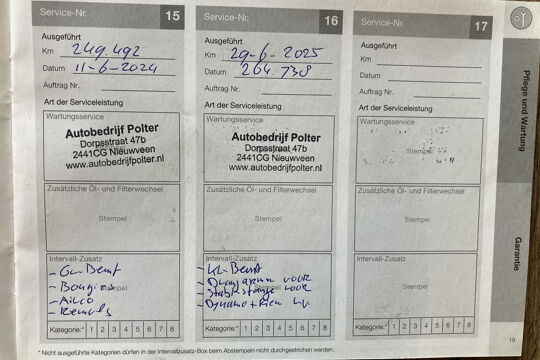 Service-Nr. 15
Ausgeführt
Km 249.492
Datum 11-6-2024
Auftrag Nr.
Art der Serviceleistung
Wartungsservice
Autobedrijf Polter
Dorpsstraat 47b
2441CG Nieuwveen
www.autobedrijfpolter.nl
Zusätzliche Öl- und Filterwechsel
Stempel
Intervall-Zusatz
- Bougies
- Airco
- Remvls
Kategorie:* 1 2 3 4 5 6 7 8
Service-Nr. 16
Ausgeführt
Km 29-6-2025
Datum 264.738
Auftrag Nr.
Art der Serviceleistung
Wartungsservice
Autobedrijf Polter
Dorpsstraat 47b
2441CG Nieuwveen
www.autobedrijfpolter.nl
Zusätzliche Öl- und Filterwechsel
Stempel
Intervall-Zusatz
- KL-Beurt
- Draagarmen voor
- Stabistangen voor
- Dynamo + Riem
Kategorie:* 1 2 3 4 5 6 7 8
Service-Nr. 17
Ausgeführt
Km
Datum
Auftrag Nr.
Art der Serviceleistung
Wartungsservice
Stempel
Zusätzliche Öl- und Filterwechsel
Stempel
Intervall-Zusatz
Stempel
Kategorie:* 1 2 3 4 5 6 7 8
* Nicht ausgeführte Kategorien dürfen in der Intervallzusatz-Box beim Abstempeln nicht durchgestrichen werden.
Pflege und Wartung
Garantie
19